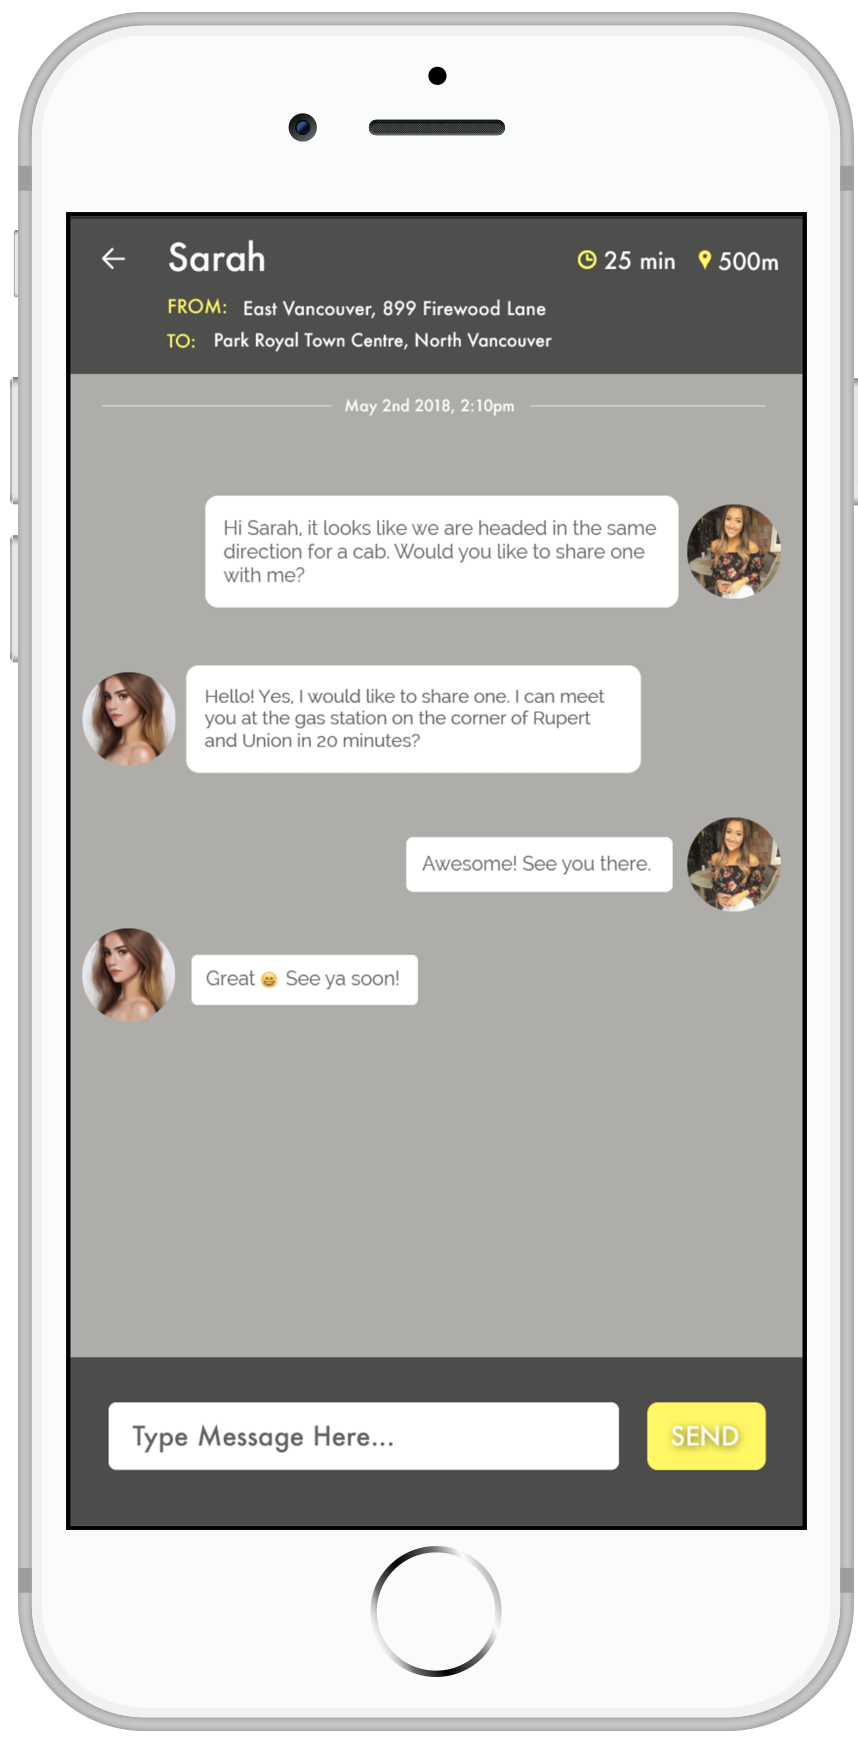 Sarah
25 min 500m
FROM: East Vancouver, 899 Firewood Lane
TO: Park Royal Town Centre, North Vancouver
May 2nd 2018, 2:10pm
Hi Sarah, it looks like we are headed in the same
direction for a cab. Would you like to share one
with me?
Hello! Yes, I would like to share one. I can meet
you at the gas station on the corner of Rupert
and Union in 20 minutes?
Awesome! See you there.
Great 😀 See ya soon!
Type Message Here...
SEND